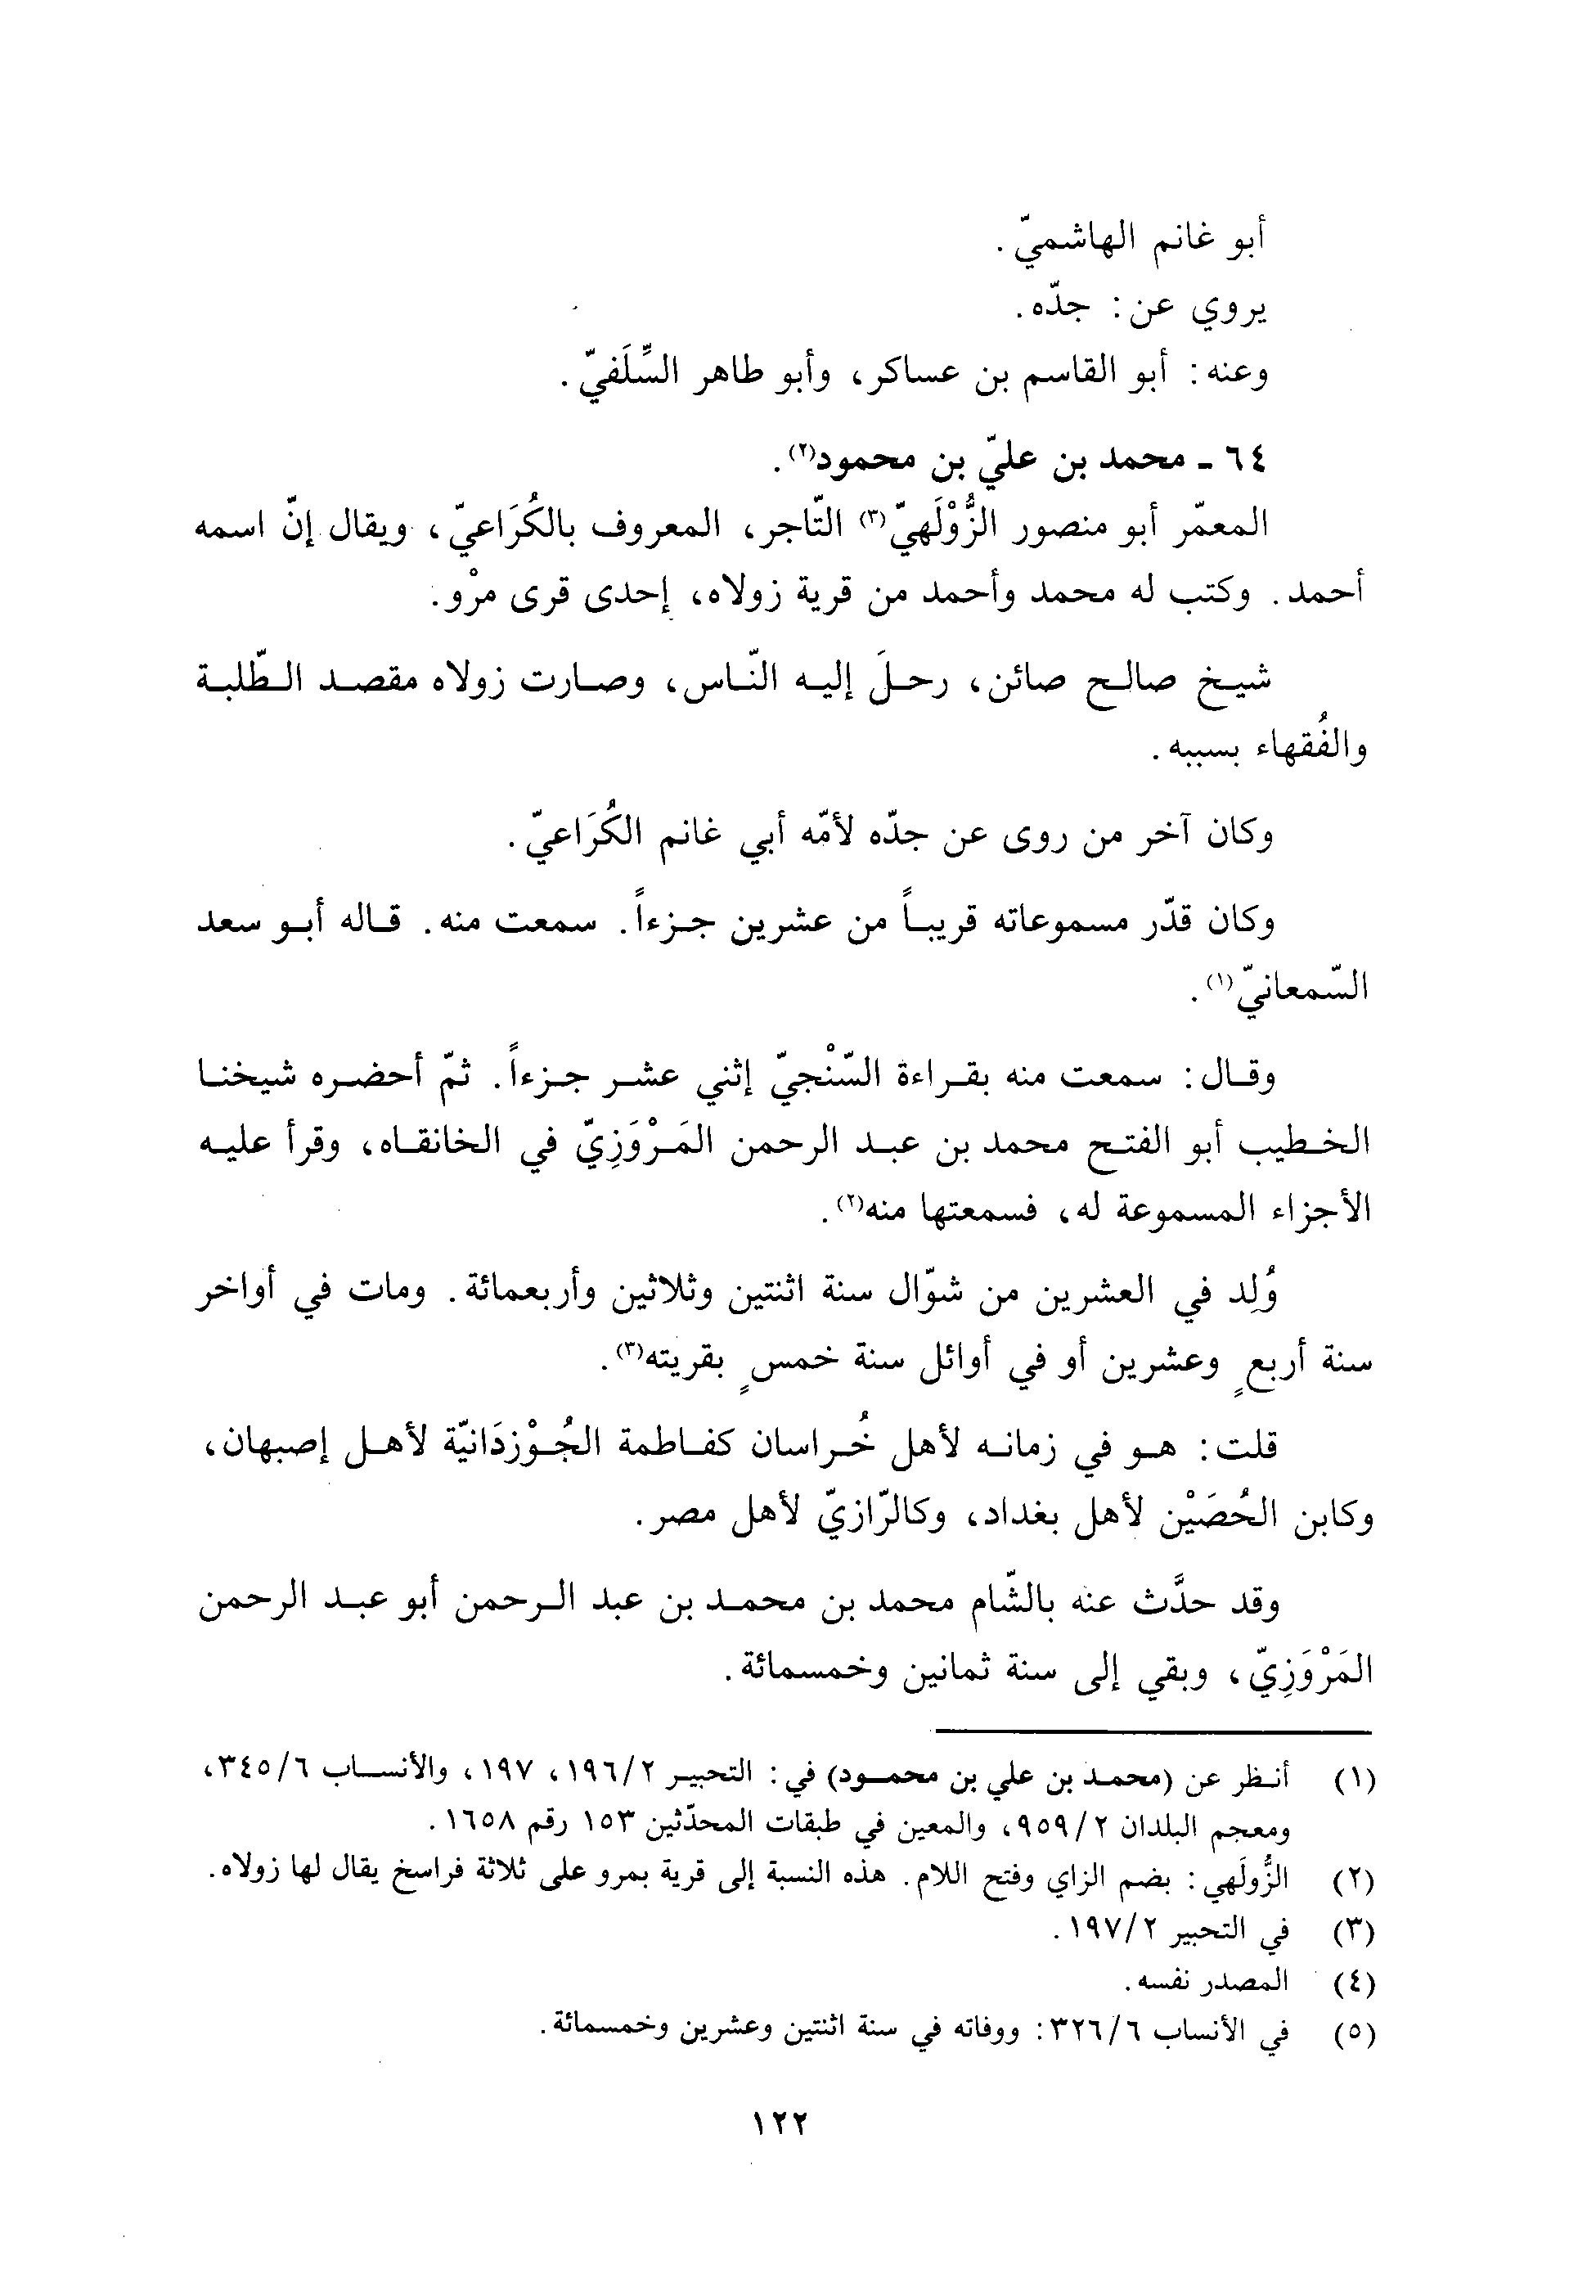 أبو غانم الهاشميّ.
يروي عن: جدّه.
وعنه: أبو القاسم بن عساكر، وأبو طاهر السِّلَفيّ.
٦٤ ـ محمد بن عليّ بن محمود(٢).
المعمّر أبو منصور الزُّوْلَهيّ(٣) التّاجر، المعروف بالكُرَاعيّ، ويقال إنّ اسمه
أحمد. وكتب له محمد وأحمد من قرية زولاه، إحدى قرى مرْو.
شيخ صالح صائن، رحلَ إليه النّاس، وصارت زولاه مقصد الطّلبة
والفُقهاء بسببه.
وكان آخر من روى عن جدّه لأمّه أبي غانم الكُرَاعيّ.
وكان قدّر مسموعاته قريباً من عشرين جزءاً. سمعت منه. قاله أبو سعد
السّمعانيّ(١).
وقال: سمعت منه بقراءة السّنْجيّ إثني عشر جزءاً. ثمّ أحضره شيخنا
الخطيب أبو الفتح محمد بن عبد الرحمن المَرْوَزِيّ في الخانقاه، وقرأ عليه
الأجزاء المسموعة له، فسمعتها منه(٢).
وُلِد في العشرين من شوّال سنة اثنتين وثلاثين وأربعمائة. ومات في أواخر
سنة أربعٍ وعشرين أو في أوائل سنة خمسٍ بقريته(٣).
قلت: هو في زمانه لأهل خُراسان كفاطمة الجُوْزدَانيّة لأهل إصبهان،
وكابن الحُصَيْن لأهل بغداد، وكالرّازيّ لأهل مصر.
وقد حدَّث عنه بالشّام محمد بن محمد بن عبد الرحمن أبو عبد الرحمن
المَرْوَزِيّ، وبقي إلى سنة ثمانين وخمسمائة.
(١) أنظر عن (محمد بن علي بن محمود) في: التحبير ١٩٦/٢، ١٩٧، والأنساب ٣٤٥/٦،
ومعجم البلدان ٩٥٩/٢، والمعين في طبقات المحدّثين ١٥٣ رقم ١٦٥٨.
(٢) الزُّولَهي: بضم الزاي وفتح اللام. هذه النسبة إلى قرية بمرو على ثلاثة فراسخ يقال لها زولاه.
(٣) في التحبير ١٩٧/٢.
(٤) المصدر نفسه.
(٥) في الأنساب ٣٢٦/٦: ووفاته في سنة اثنتين وعشرين وخمسمائة.
١٢٢